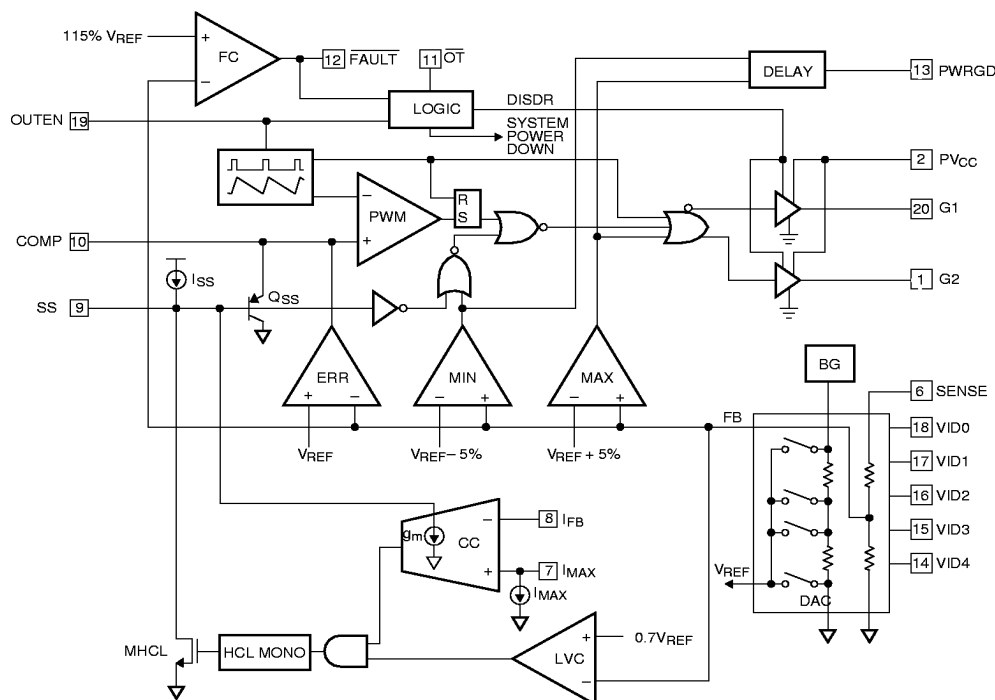 115% VREF
+
−
FC
12 FAULT
11 OT
DELAY
13 PWRGD
LOGIC
DISDR
OUTEN 19
SYSTEM
POWER
DOWN
2 PVCC
−
PWM
+
R
S
20 G1
COMP 10
ISS
QSS
SS 9
1 G2
ERR
+ −
MIN
− +
MAX
− +
BG
6 SENSE
FB
18 VID0
VREF
VREF − 5%
VREF + 5%
17 VID1
16 VID2
15 VID3
14 VID4
gm
CC
−
+
8 IFB
7 IMAX
IMAX
VREF
DAC
MHCL
HCL MONO
LVC
+
−
0.7VREF